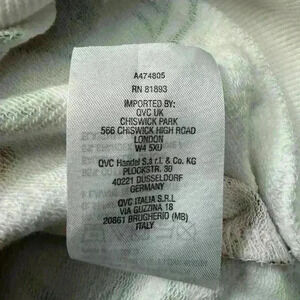 A474805
RN 81893
IMPORTED BY:
QVC UK
CHISWICK PARK
566 CHISWICK HIGH ROAD
LONDON
W4 5XU
QVC Handel S.à r.l. & Co. KG
PLOCKSTR. 30
40221 DÜSSELDORF
GERMANY
QVC ITALIA S.R.L
VIA GUZZINA 18
20861 BRUGHERIO (MB)
ITALY